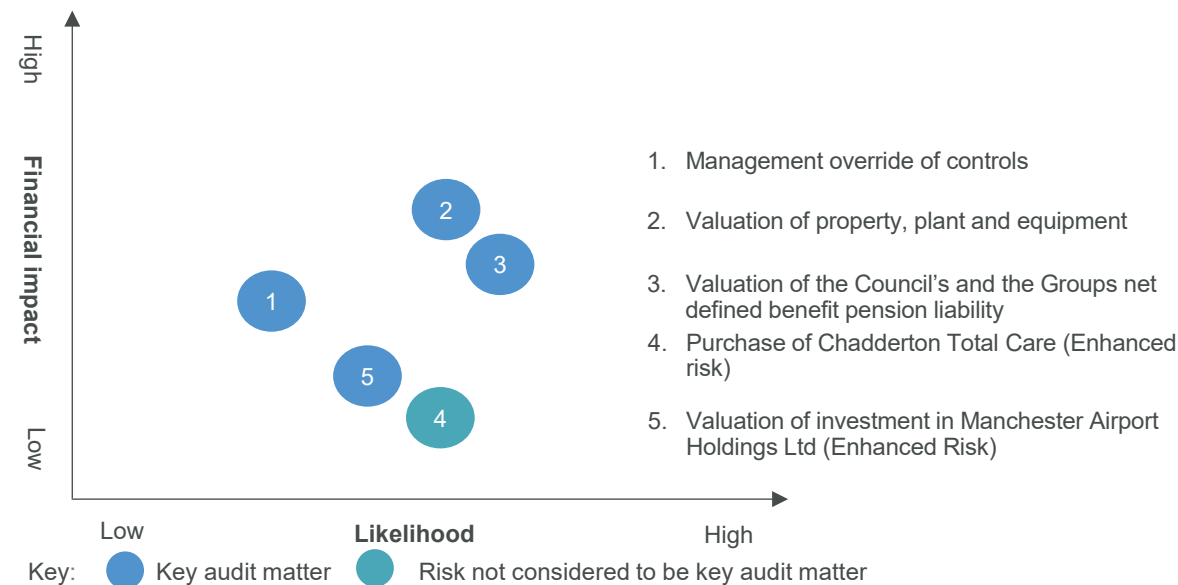 High
Financial impact
Low
2
3
1
5
4
1. Management override of controls
2. Valuation of property, plant and equipment
3. Valuation of the Council’s and the Groups net
defined benefit pension liability
4. Purchase of Chadderton Total Care (Enhanced
risk)
5. Valuation of investment in Manchester Airport
Holdings Ltd (Enhanced Risk)
Low
Likelihood
High
Key: Key audit matter Risk not considered to be key audit matter